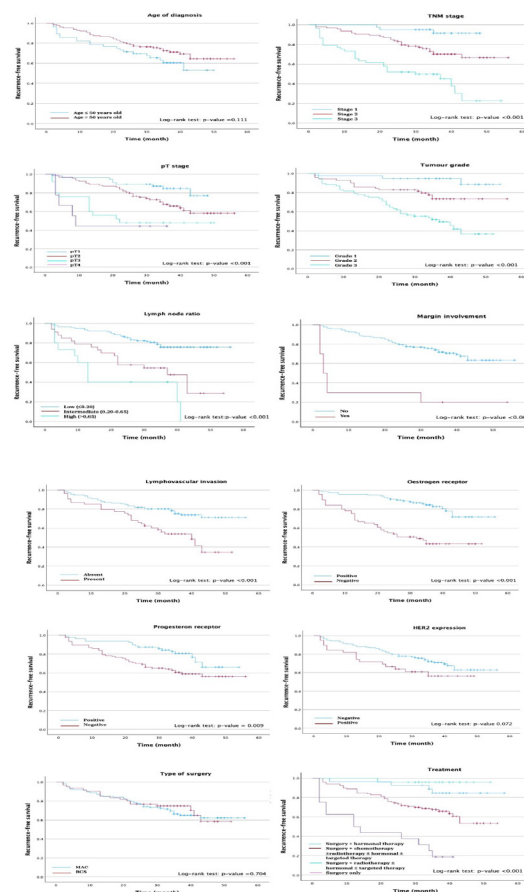 Age of diagnosis
Recurrence-free survival
Age ≤ 50 years old
Age > 50 years old
Log-rank test: p-value =0.111
Time (month)
TNM stage
Recurrence-free survival
Stage 1
Stage 2
Stage 3
Log-rank test: p-value <0.001
Time (month)
pT stage
Recurrence-free survival
pT1
pT2
pT3
pT4
Log-rank test: p-value <0.001
Time (month)
Tumour grade
Recurrence-free survival
Grade 1
Grade 2
Grade 3
Log-rank test: p-value <0.001
Time (month)
Lymph node ratio
Recurrence-free survival
Low (≤0.20)
Intermediate (0.20-0.65)
High (>0.65)
Log-rank test:p-value <0.001
Time (month)
Margin involvement
Recurrence-free survival
No
Yes
Log-rank test: p-value
Time (month)
Lymphovascular invasion
Recurrence-free survival
Absent
Present
Log-rank test: p-value <0.001
Time (month)
Oestrogen receptor
Recurrence-free survival
Positive
Negative
Log-rank test: p-value <0.001
Time (month)
Progesteron receptor
Recurrence-free survival
Positive
Negative
Log-rank test: p-value = 0.009
Time (month)
HER2 expression
Recurrence-free survival
Negative
Positive
Log-rank test: p-value 0.072
Time (month)
Type of surgery
Recurrence-free survival
MAC
BCS
Log-rank test: p-value =0.704
Time (month)
Treatment
Recurrence-free survival
Surgery + hormonal therapy
Surgery + chemotherapy
±radiotherapy ± hormonal ±
targeted therapy
Surgery + radiotherapy ±
hormonal ± targeted therapy
Surgery only
Log-rank test: p-value <0.001
Time (month)